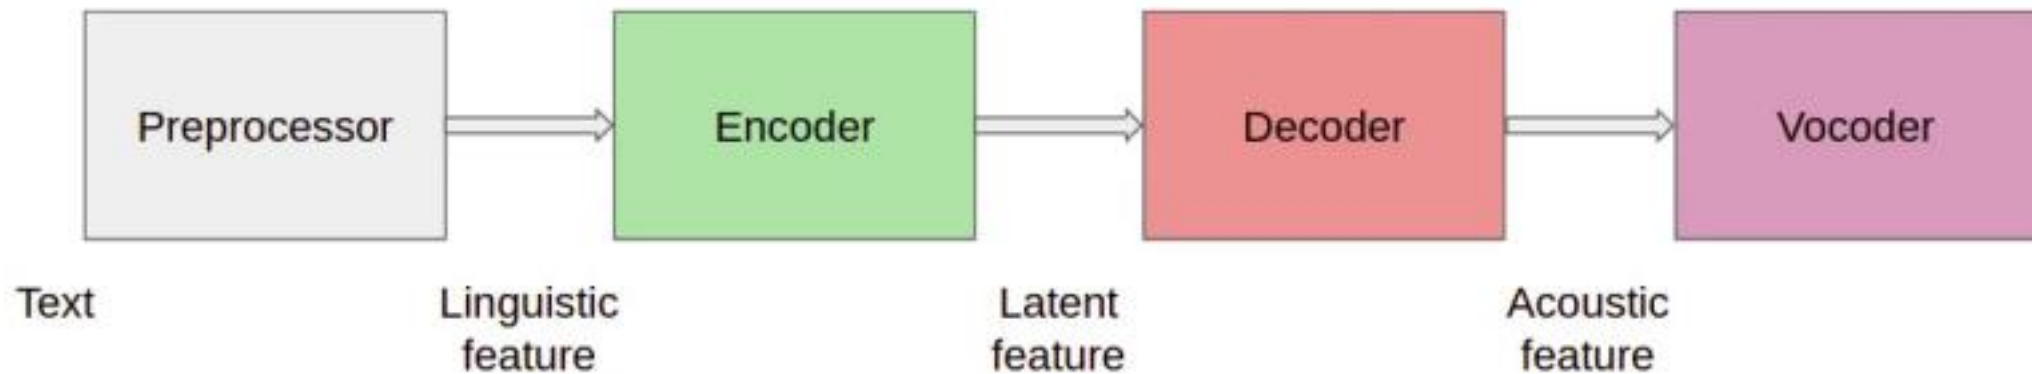 Preprocessor
Encoder
Decoder
Vocoder
Text
Linguistic
feature
Latent
feature
Acoustic
feature